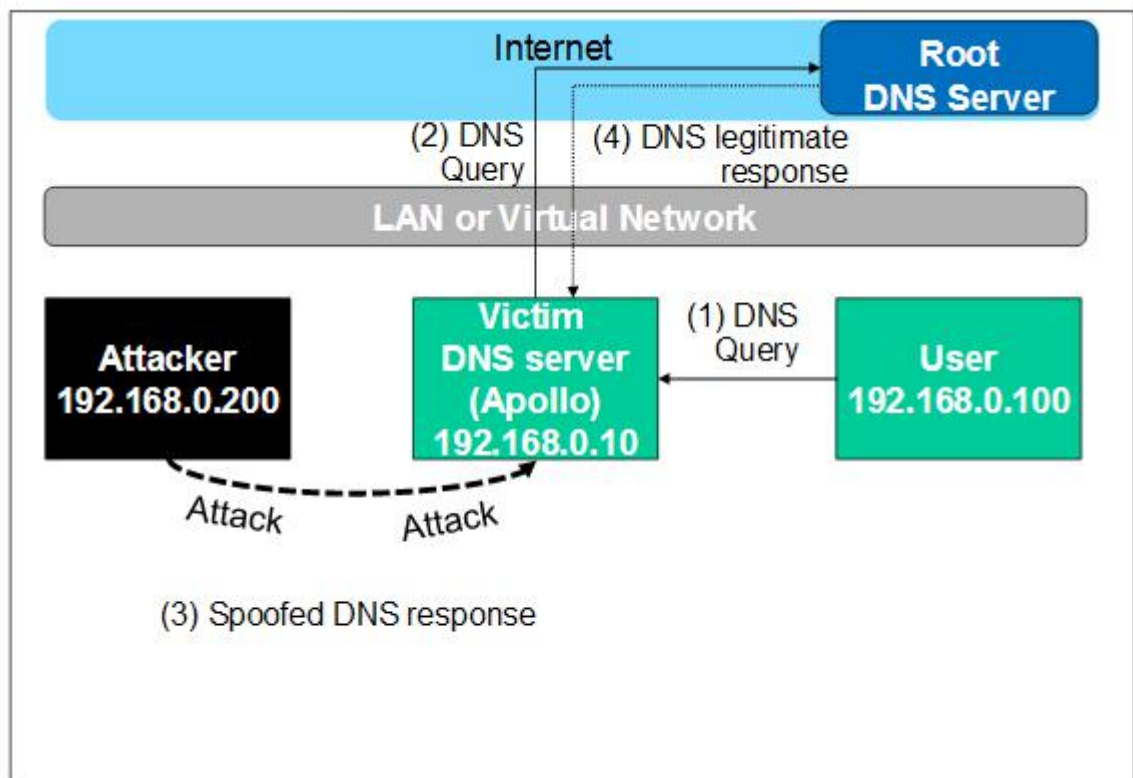 Internet
Root
DNS Server
(2) DNS
Query
(4) DNS legitimate
response
LAN or Virtual Network
Attacker
192.168.0.200
Victim
DNS server
(Apollo)
192.168.0.10
(1) DNS
Query
User
192.168.0.100
Attack
Attack
(3) Spoofed DNS response